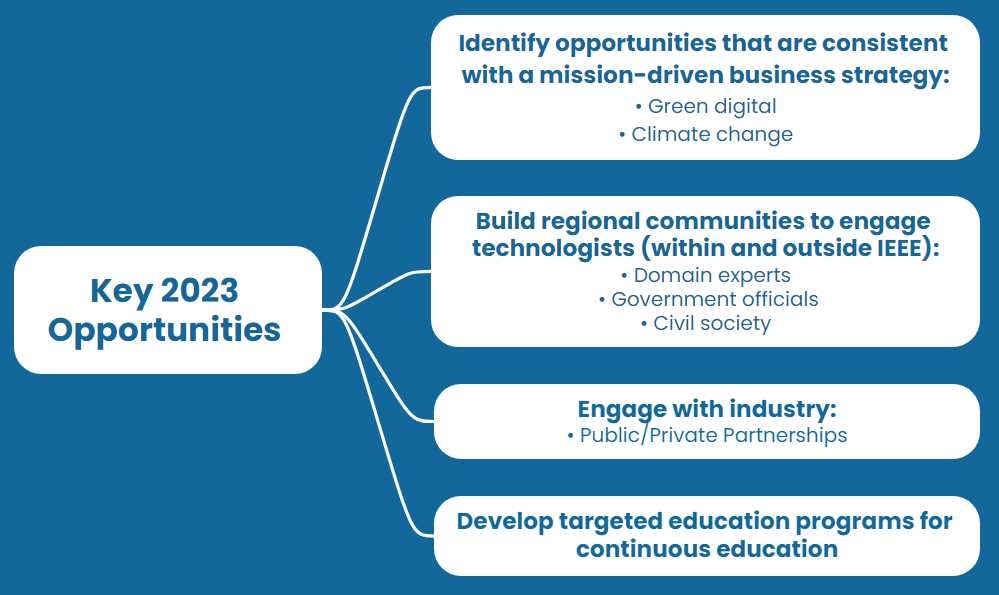 Key 2023
Opportunities
Identify opportunities that are consistent
with a mission-driven business strategy:
• Green digital
• Climate change
Build regional communities to engage
technologists (within and outside IEEE):
• Domain experts
• Government officials
• Civil society
Engage with industry:
• Public/Private Partnerships
Develop targeted education programs for
continuous education